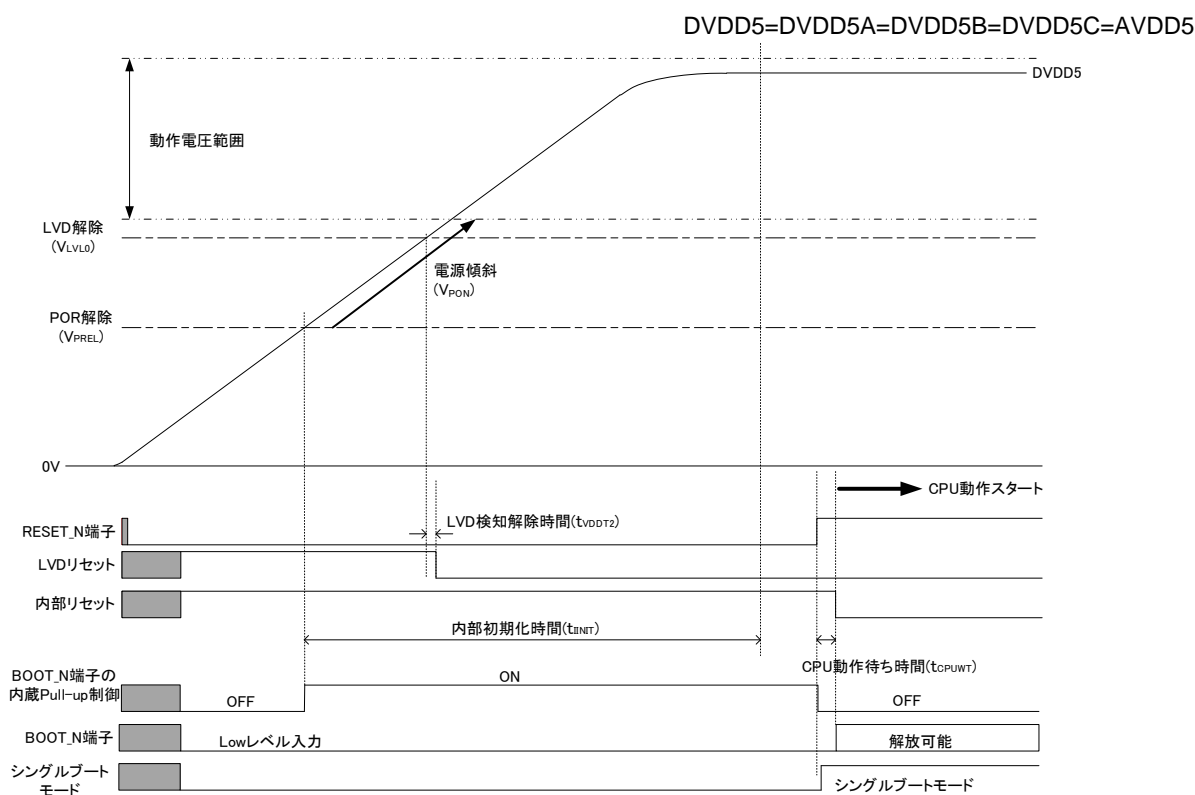 DVDD5=DVDD5A=DVDD5B=DVDD5C=AVDD5
DVDD5
動作電圧範囲
LVD解除
(VLVL0)
電源傾斜
(VPON)
POR解除
(VPREL)
0V
CPU動作スタート
RESET_N端子
LVD検知解除時間(tVDDT2)
LVDリセット
内部リセット
内部初期化時間(tIINIT)
CPU動作待ち時間(tCPUWT)
BOOT_N端子の
内蔵Pull-up制御
OFF
ON
OFF
BOOT_N端子
Lowレベル入力
解放可能
シングルブート
モード
シングルブートモード